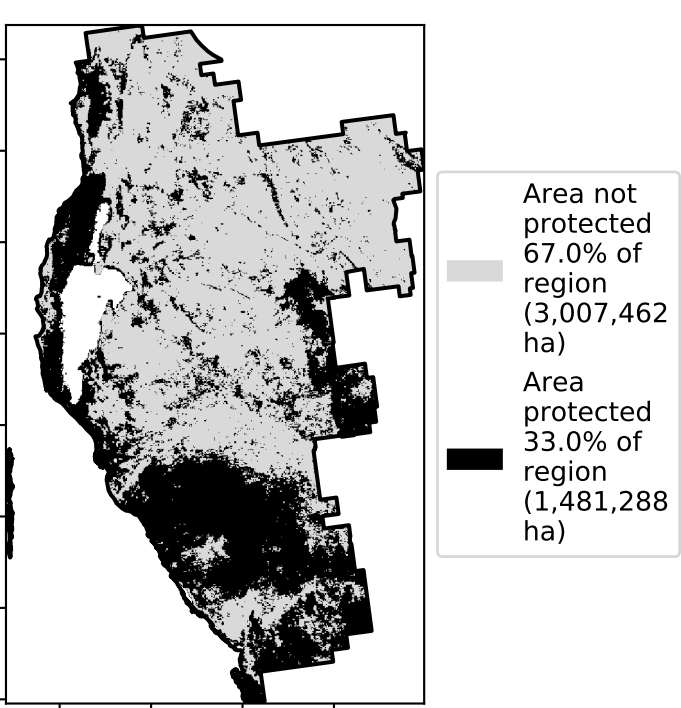 Area not
protected
67.0% of
region
(3,007,462
ha)
Area
protected
33.0% of
region
(1,481,288
ha)